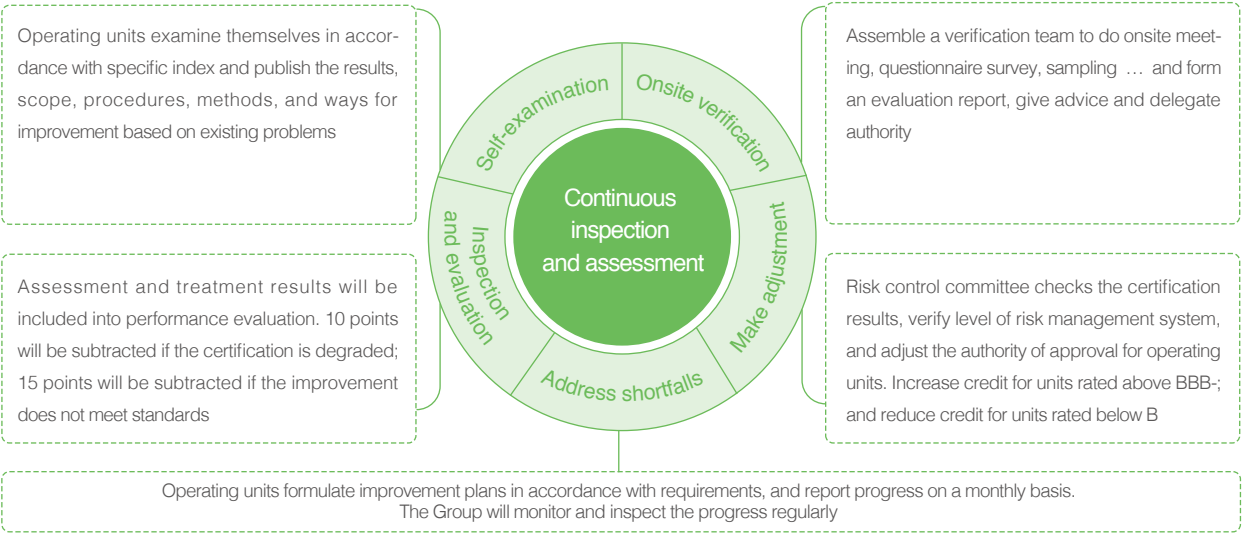 Operating units examine themselves in accor-
dance with specific index and publish the results,
scope, procedures, methods, and ways for
improvement based on existing problems
Assemble a verification team to do onsite meet-
ing, questionnaire survey, sampling … and form
an evaluation report, give advice and delegate
authority
Self-examination
Onsite verification
Make adjustment
Address shortfalls
Inspection
and evaluation
Continuous
inspection
and assessment
Assessment and treatment results will be
included into performance evaluation. 10 points
will be subtracted if the certification is degraded;
15 points will be subtracted if the improvement
does not meet standards
Risk control committee checks the certification
results, verify level of risk management system,
and adjust the authority of approval for operating
units. Increase credit for units rated above BBB-;
and reduce credit for units rated below B
Operating units formulate improvement plans in accordance with requirements, and report progress on a monthly basis.
The Group will monitor and inspect the progress regularly